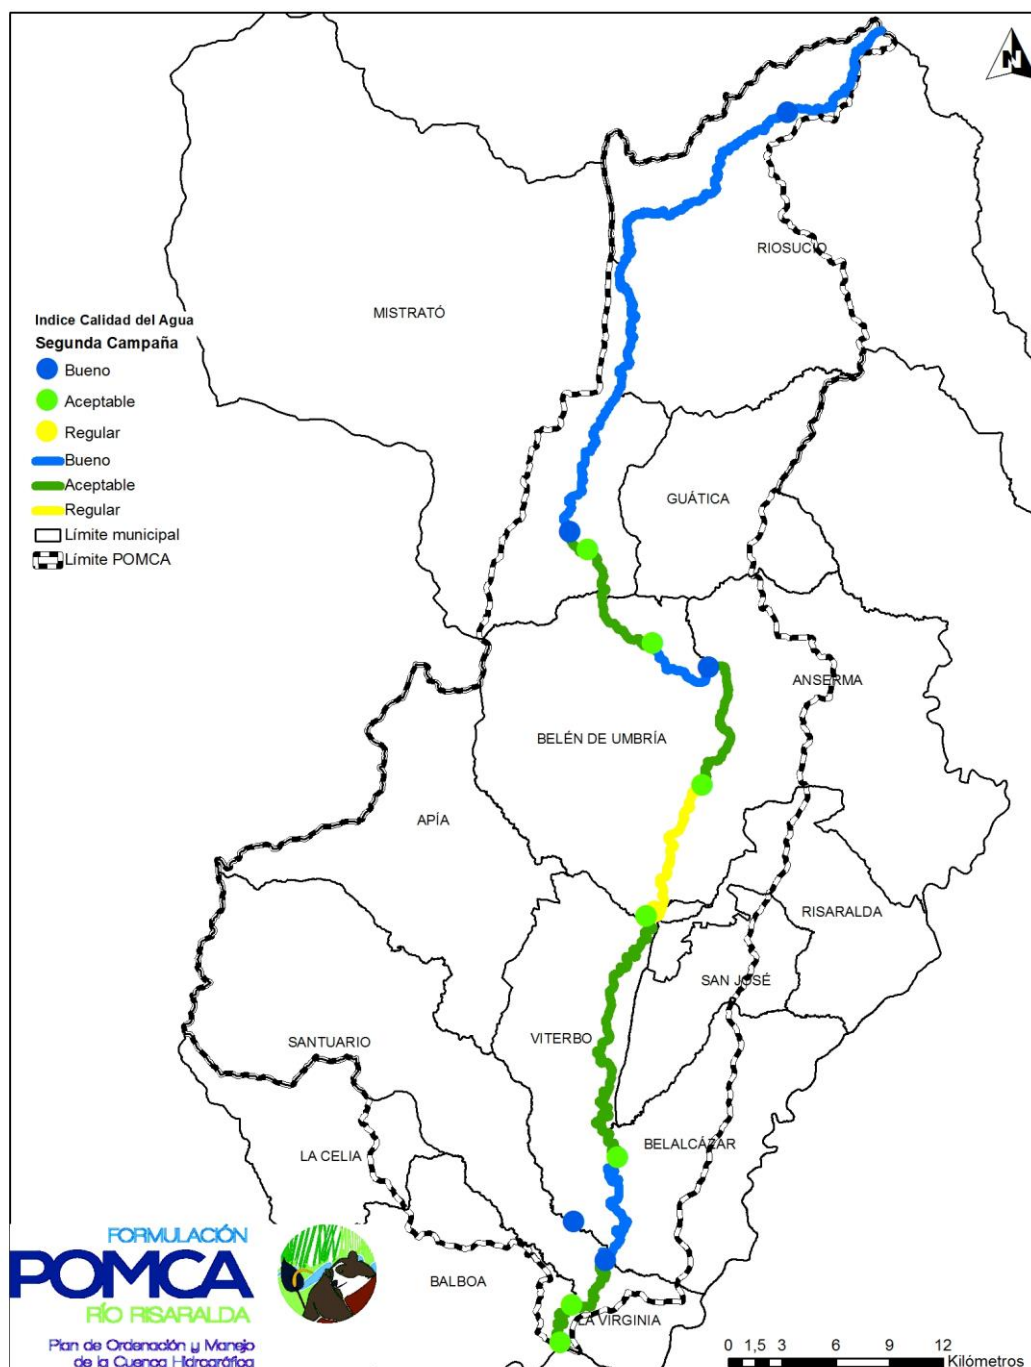 N
RIOSUCIO
MISTRATÓ
Indice Calidad del Agua
Segunda Campaña
Bueno
Aceptable
Regular
Bueno
Aceptable
Regular
Límite municipal
Límite POMCA
GUÁTICA
ANSERMA
BELÉN DE UMBRÍA
APÍA
RISARALDA
SAN JOSÉ
SANTUARIO
VITERBO
BELALCÁZAR
LA CELIA
FORMULACIÓN
POMCA
RÍO RISARALDA
Plan de Ordenación y Manejo
de la Cuenca Hidrográfica
BALBOA
LA VIRGINIA
0 1,5 3 6 9 12
Kilómetros